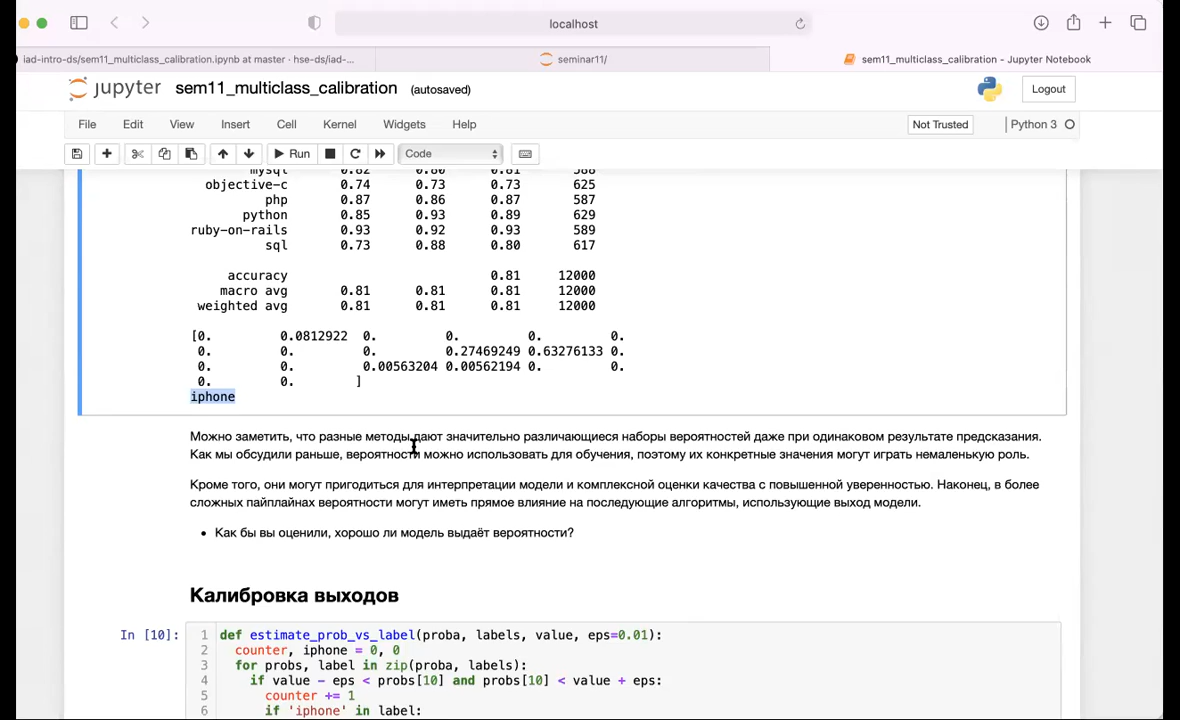 localhost
iad-intro-ds/sem11_multiclass_calibration.ipynb at master · hse-ds/iad-...
seminar11/
sem11_multiclass_calibration - Jupyter Notebook
jupyter sem11_multiclass_calibration (autosaved)
Logout
File Edit View Insert Cell Kernel Widgets Help
Not Trusted
Python 3
Run
Code
mysql 0.82 0.80 0.81 588
objective-c 0.74 0.73 0.73 625
php 0.87 0.86 0.87 587
python 0.85 0.93 0.89 629
ruby-on-rails 0.93 0.92 0.93 589
sql 0.73 0.88 0.80 617
accuracy 0.81 12000
macro avg 0.81 0.81 0.81 12000
weighted avg 0.81 0.81 0.81 12000
[0. 0.0812922 0. 0. 0. 0.
0. 0. 0. 0.27469249 0.63276133 0.
0. 0. 0.00563204 0.00562194 0. 0.
0. 0. ]
iphone
Можно заметить, что разные методы дают значительно различающиеся наборы вероятностей даже при одинаковом результате предсказания.
Как мы обсудили раньше, вероятности можно использовать для обучения, поэтому их конкретные значения могут играть немаленькую роль.
Кроме того, они могут пригодиться для интерпретации модели и комплексной оценки качества с повышенной уверенностью. Наконец, в более
сложных пайплайнах вероятности могут иметь прямое влияние на последующие алгоритмы, использующие выход модели.
• Как бы вы оценили, хорошо ли модель выдаёт вероятности?
Калибровка выходов
In [10]:
1 def estimate_prob_vs_label(proba, labels, value, eps=0.01):
2 counter, iphone = 0, 0
3 for probs, label in zip(proba, labels):
4 if value - eps < probs[10] and probs[10] < value + eps:
5 counter += 1
6 if 'iphone' in label: